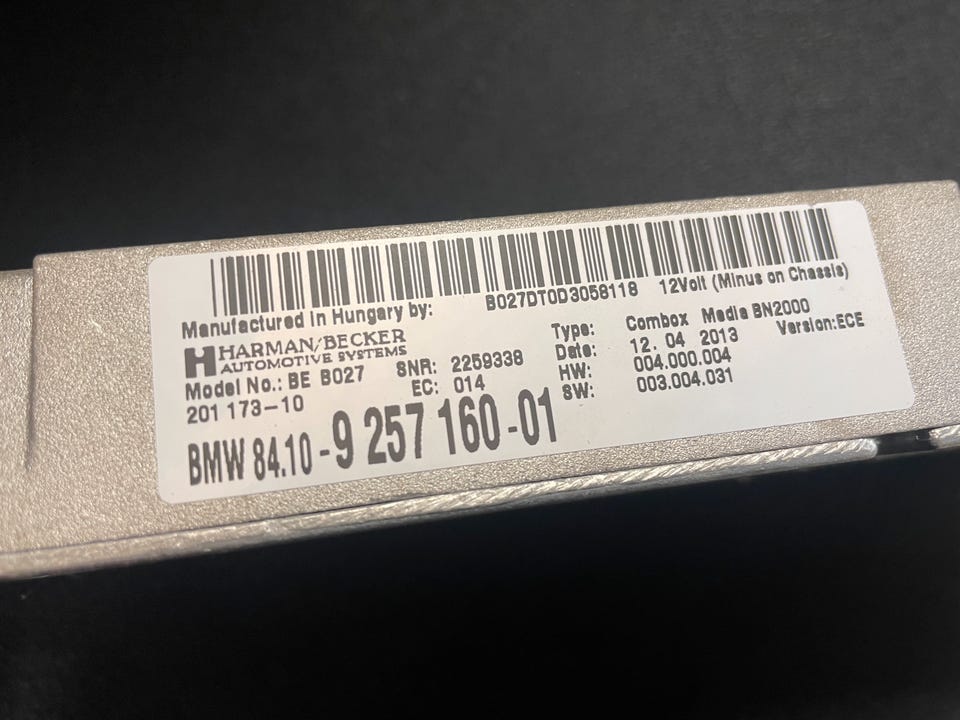 B027DT0D3058118 12Volt (Minus on Chassis)
Manufactured in Hungary by:
HARMAN/BECKER
AUTOMOTIVE SYSTEMS
Model No.: BE B027 SNR: 2259338
201 173-10 EC: 014
Type: Combox Media BN2000
Date: 12. 04 2013 Version:ECE
HW: 004.000.004
SW: 003.004.031
BMW 84.10-9 257 160-01